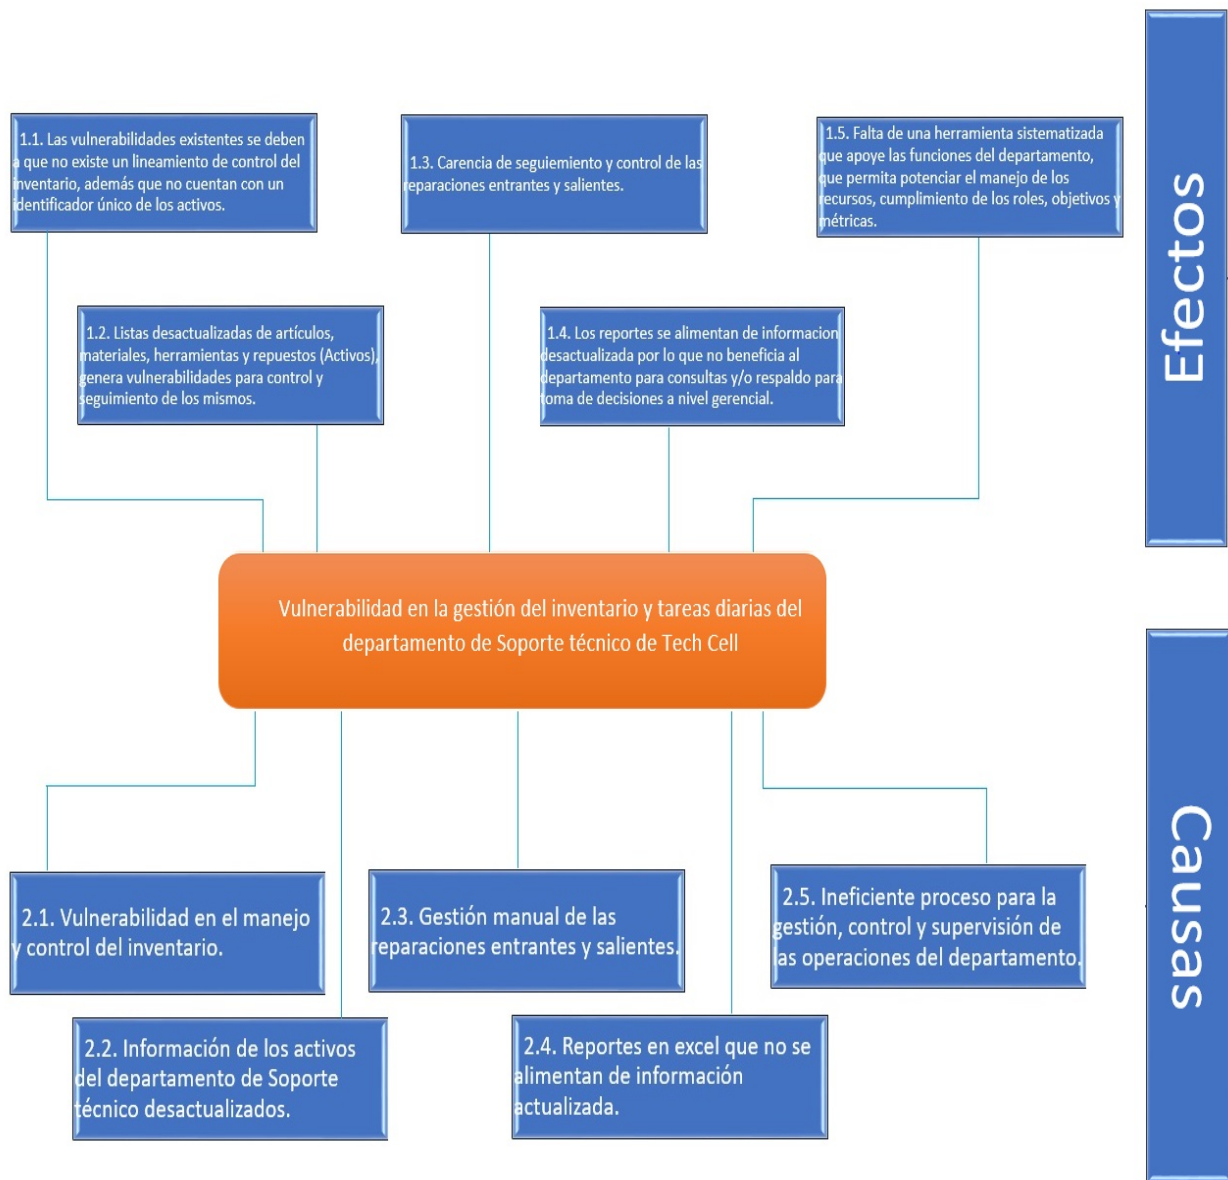 1.1. Las vulnerabilidades existentes se deben
a que no existe un lineamiento de control del
inventario, además que no cuentan con un
identificador único de los activos.
1.3. Carencia de seguiemiento y control de las
reparaciones entrantes y salientes.
1.5. Falta de una herramienta sistematizada
que apoye las funciones del departamento,
que permita potenciar el manejo de los
recursos, cumplimiento de los roles, objetivos y
métricas.
1.2. Listas desactualizadas de artículos,
materiales, herramientas y repuestos (Activos),
genera vulnerabilidades para control y
seguimiento de los mismos.
1.4. Los reportes se alimentan de informacion
desactualizada por lo que no beneficia al
departamento para consultas y/o respaldo para
toma de decisiones a nivel gerencial.
Efectos
Vulnerabilidad en la gestión del inventario y tareas diarias del
departamento de Soporte técnico de Tech Cell
2.1. Vulnerabilidad en el manejo
y control del inventario.
2.3. Gestión manual de las
reparaciones entrantes y salientes.
2.5. Ineficiente proceso para la
gestión, control y supervisión de
las operaciones del departamento.
2.2. Información de los activos
del departamento de Soporte
técnico desactualizados.
2.4. Reportes en excel que no se
alimentan de información
actualizada.
Causas